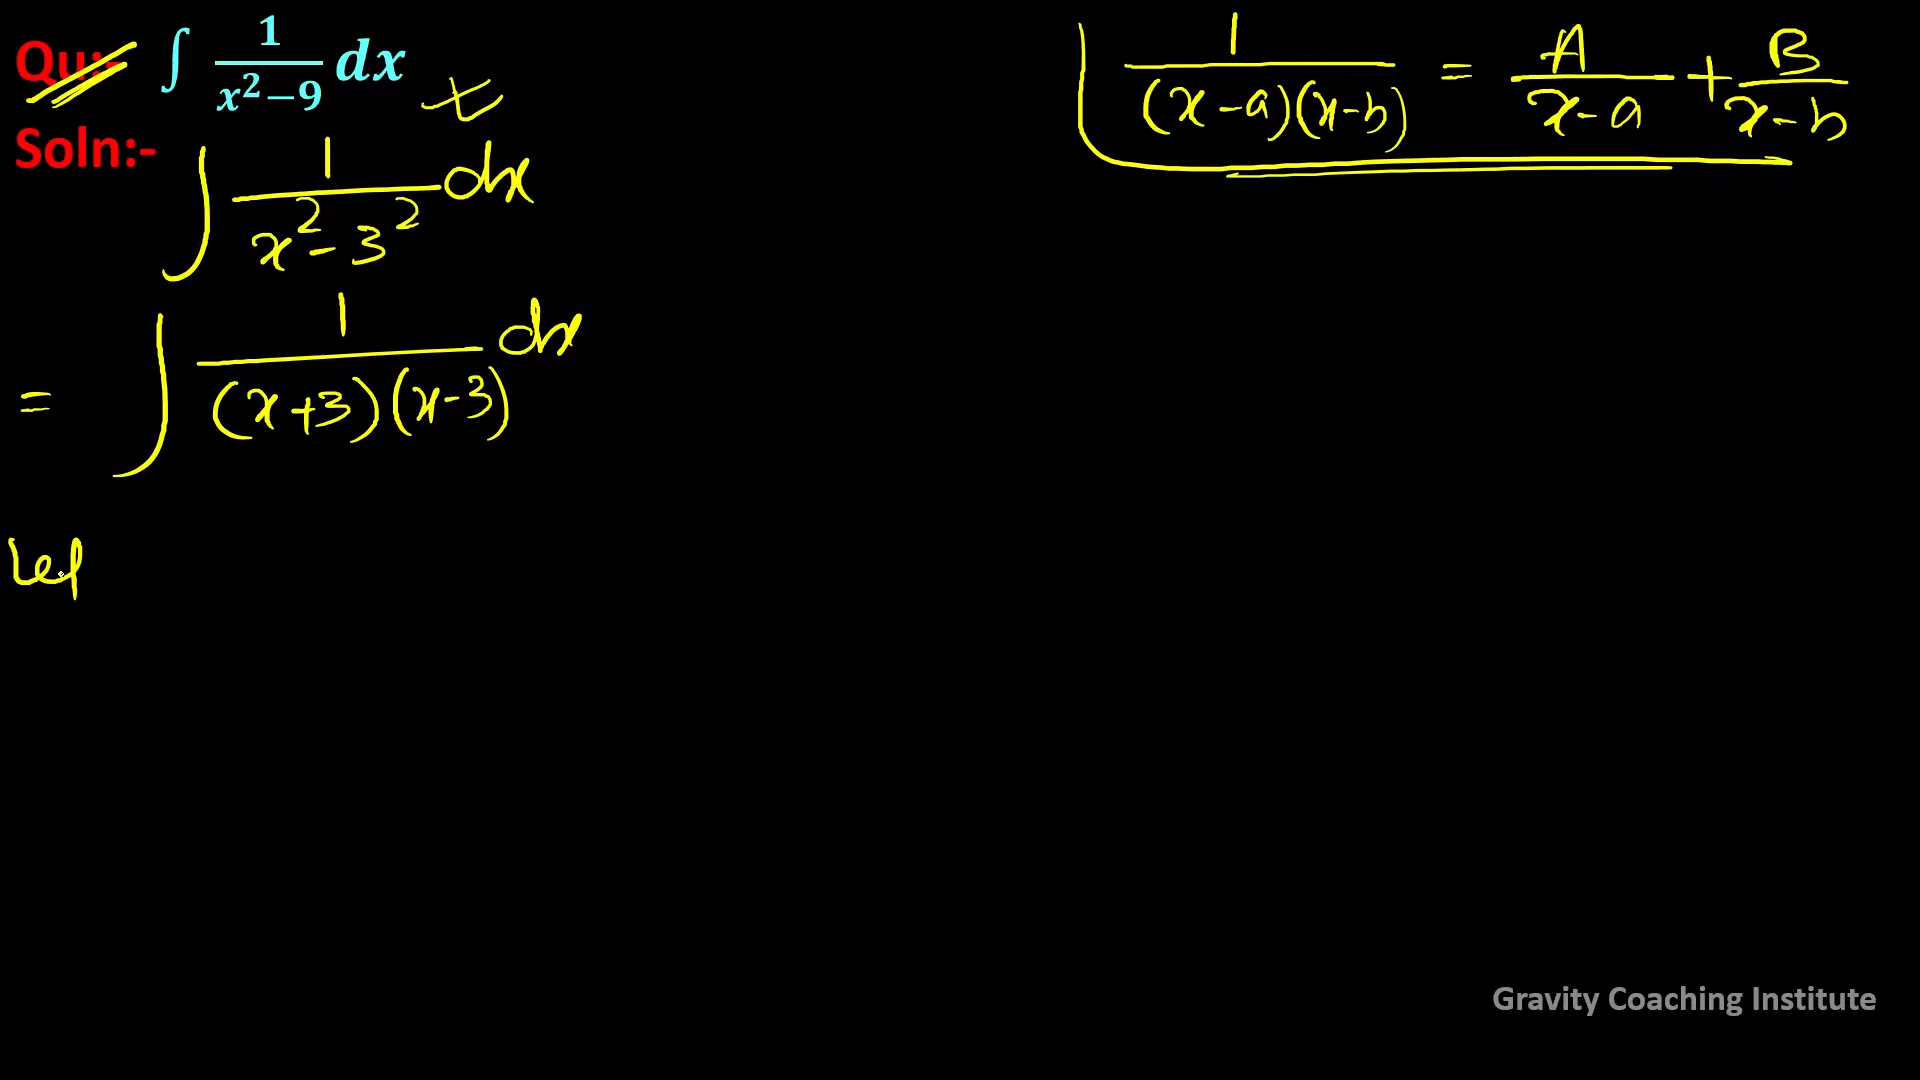 Qu:- ∫ 1/(x²−9) dx
Soln:-
∫ 1/(x²-3²) dx
= ∫ 1/((x+3)(x-3)) dx
Let
1/((x-a)(x-b)) = A/(x-a) + B/(x-b)
Gravity Coaching Institute